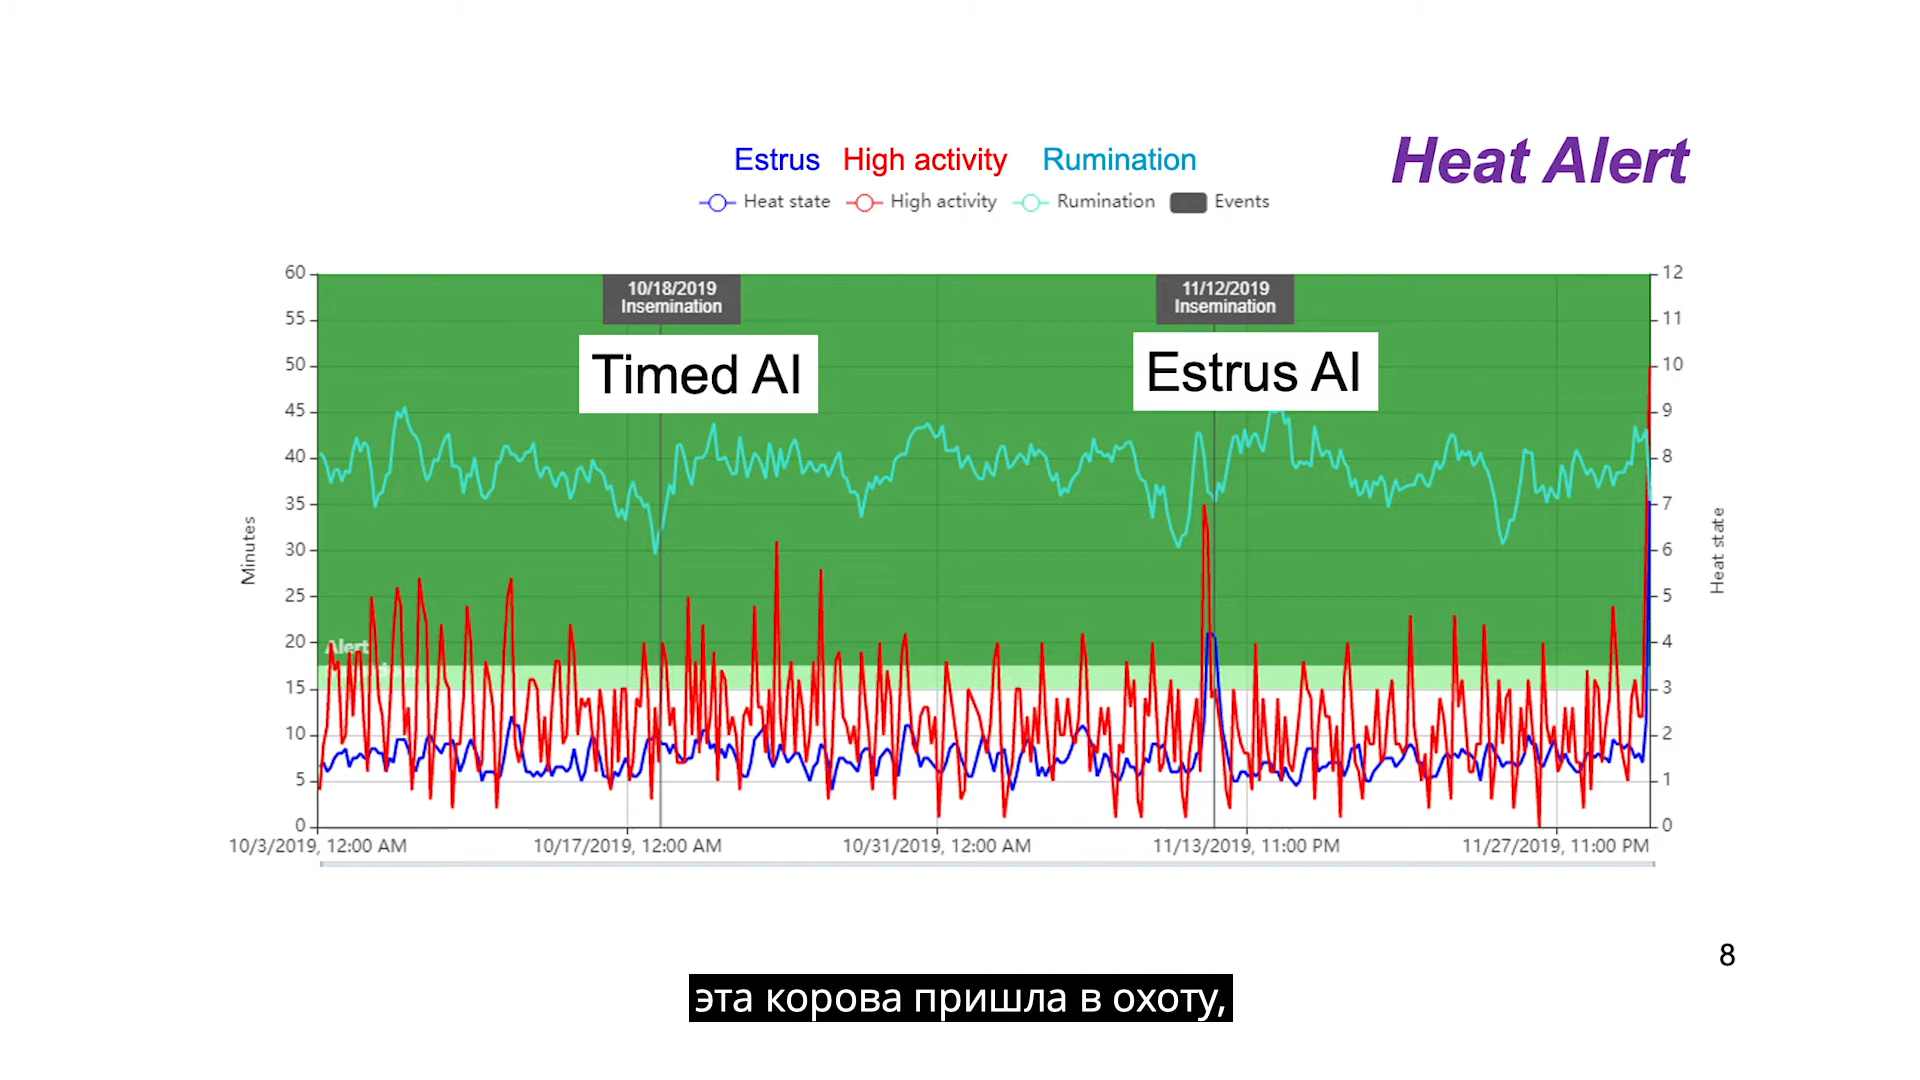 Heat Alert
Estrus High activity Rumination
Heat state High activity Rumination Events
60
55
50
45
40
35
30
25
20
15
10
5
0
Minutes
12
11
10
9
8
7
6
5
4
3
2
1
0
Heat state
10/18/2019
Insemination
Timed AI
11/12/2019
Insemination
Estrus AI
Alert
10/3/2019, 12:00 AM
10/17/2019, 12:00 AM
10/31/2019, 12:00 AM
11/13/2019, 11:00 PM
11/27/2019, 11:00 PM
8
эта корова пришла в охоту,